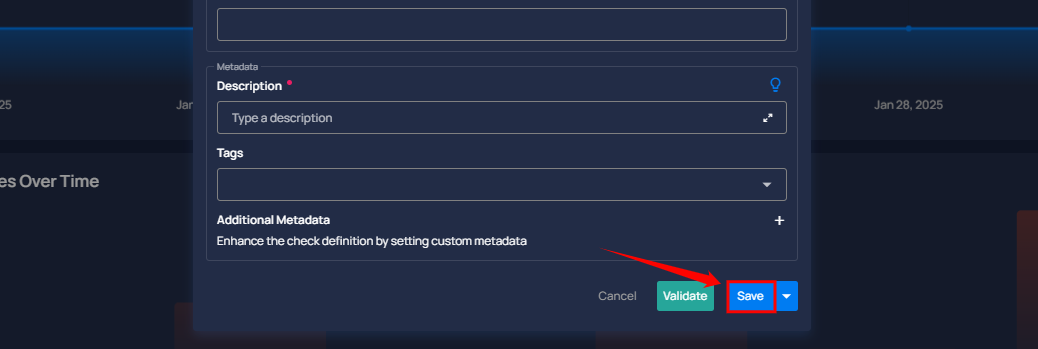 Metadata
Description
Type a description
25
Jan
Jan 28, 2025
Tags
es Over Time
Additional Metadata
Enhance the check definition by setting custom metadata
Cancel
Validate
Save